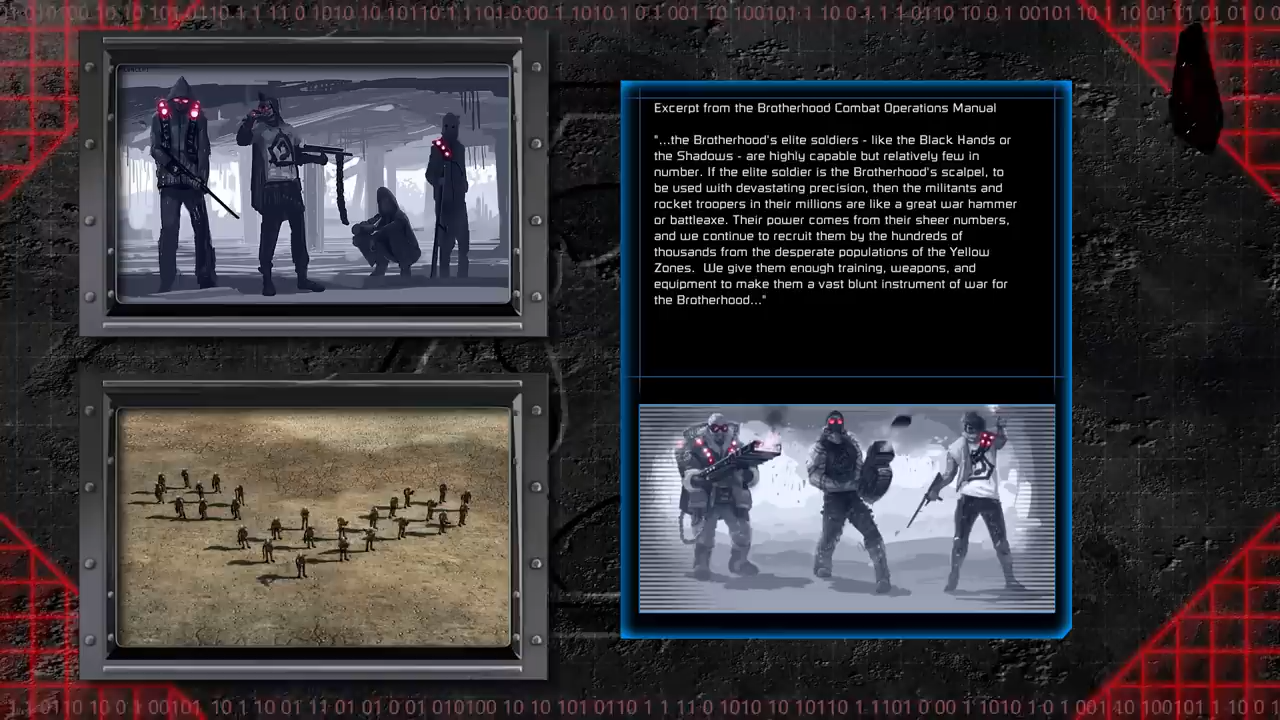 Excerpt from the Brotherhood Combat Operations Manual
"...the Brotherhood's elite soldiers - like the Black Hands or
the Shadows - are highly capable but relatively few in
number. If the elite soldier is the Brotherhood's scalpel, to
be used with devastating precision, then the militants and
rocket troopers in their millions are like a great war hammer
or battleaxe. Their power comes from their sheer numbers,
and we continue to recruit them by the hundreds of
thousands from the desperate populations of the Yellow
Zones.  We give them enough training, weapons, and
equipment to make them a vast blunt instrument of war for
the Brotherhood..."